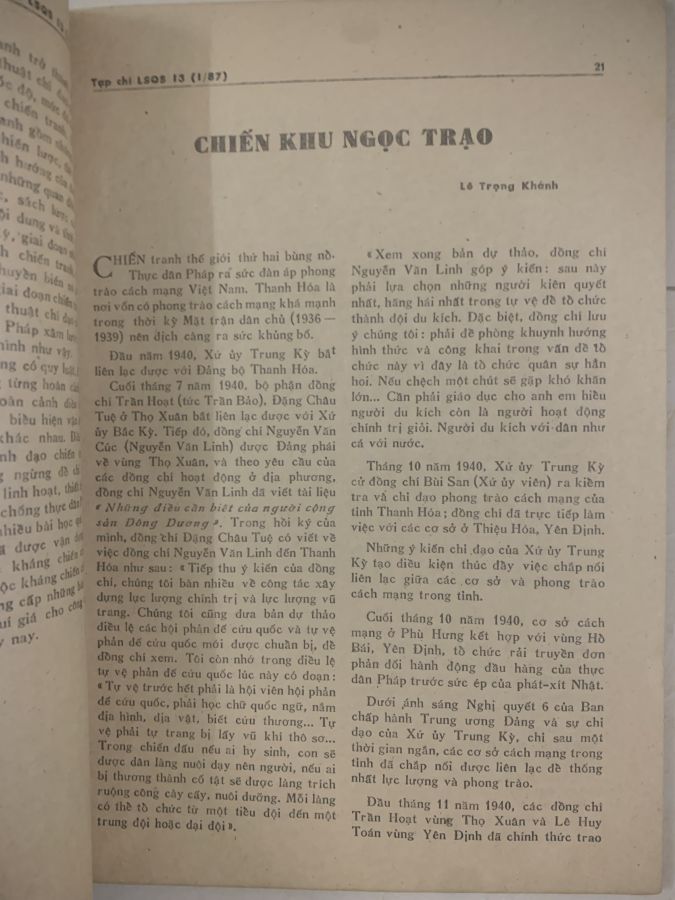 Tạp chí LSQS 13 (1/87)
21
CHIẾN KHU NGỌC TRẠO
Lê Trọng Khánh
CHIẾN tranh thế giới thứ hai bùng nổ.
Thực dân Pháp ra sức đàn áp phong
trào cách mạng Việt Nam. Thanh Hóa là
nơi vốn có phong trào cách mạng khá mạnh
trong thời kỳ Mặt trận dân chủ (1936 —
1939) nên địch càng ra sức khủng bố.
Đầu năm 1940, Xứ ủy Trung Kỳ bắt
liên lạc được với Đảng bộ Thanh Hóa.
Cuối tháng 7 năm 1940, bộ phận đồng
chí Trần Hoạt (tức Trần Bảo), Đặng Châu
Tuệ ở Thọ Xuân bắt liên lạc được với Xứ
ủy Bắc Kỳ. Tiếp đó, đồng chí Nguyễn Văn
Cúc (Nguyễn Văn Linh) được Đảng phái
về vùng Thọ Xuân, và theo yêu cầu của
các đồng chí hoạt động ở địa phương,
đồng chí Nguyễn Văn Linh đã viết tài liệu
« Những điều cần biết của người cộng
sản Đông Dương ». Trong hồi ký của
mình, đồng chí Đặng Châu Tuệ có viết về
việc đồng chí Nguyễn Văn Linh đến Thanh
Hóa như sau : « Tiếp thu ý kiến của đồng
chí, chúng tôi bàn nhiều về công tác xây
dựng lực lượng chính trị và lực lượng vũ
trang. Chúng tôi cũng đưa bản dự thảo
điều lệ các hội phản đế cứu quốc và tự vệ
phản đế cứu quốc mới được chuẩn bị, để
đồng chí xem. Tôi còn nhớ trong điều lệ
tự vệ phản đế cứu quốc lúc này có đoạn :
« Tự vệ trước hết phải là hội viên hội phản
đế cứu quốc, phải học chữ quốc ngữ, nắm
địa hình, địa vật, biết cứu thương... Tự
vệ phải tự trang bị lấy vũ khí thô sơ...
Trong chiến đấu nếu ai hy sinh, con sẽ
được dân làng nuôi dạy nên người, nếu ai
bị thương thành cố tật sẽ được làng trích
ruộng công cày cấy, nuôi dưỡng. Mỗi làng
có thể tổ chức từ một tiểu đội đến một
trung đội hoặc đại đội ».
« Xem xong bản dự thảo, đồng chí
Nguyễn Văn Linh góp ý kiến : sau này
phải lựa chọn những người kiên quyết
nhất, hăng hái nhất trong tự vệ để tổ chức
thành đội du kích. Đặc biệt, đồng chí lưu
ý chúng tôi : phải đề phòng khuynh hướng
hình thức và công khai trong vấn đề tổ
chức này vì đây là tổ chức quân sự hẳn
hoi. Nếu chệch một chút sẽ gặp khó khăn
lớn... Cần phải giáo dục cho anh em hiểu
người du kích còn là người hoạt động
chính trị giỏi. Người du kích với dân như
cá với nước.
Tháng 10 năm 1940, Xứ ủy Trung Kỳ
cử đồng chí Bùi San (Xứ ủy viên) ra kiểm
tra và chỉ đạo phong trào cách mạng của
tỉnh Thanh Hóa ; đồng chí đã trực tiếp làm
việc với các cơ sở ở Thiệu Hóa, Yên Định.
Những ý kiến chỉ đạo của Xứ ủy Trung
Kỳ tạo điều kiện thúc đẩy việc chắp nối
liên lạc giữa các cơ sở và phong trào
cách mạng trong tỉnh.
Cuối tháng 10 năm 1940, cơ sở cách
mạng ở Phù Hưng kết hợp với vùng Hồ
Bái, Yên Định, tổ chức rải truyền đơn
phản đối hành động đầu hàng của thực
dân Pháp trước sức ép của phát-xít Nhật.
Dưới ánh sáng Nghị quyết 6 của Ban
chấp hành Trung ương Đảng và sự chỉ
đạo của Xứ ủy Trung Kỳ, chỉ sau một
thời gian ngắn, các cơ sở cách mạng trong
tỉnh đã chắp nối được liên lạc để thống
nhất lực lượng và phong trào.
Đầu tháng 11 năm 1940, các đồng chí
Trần Hoạt vùng Thọ Xuân và Lê Huy
Toán vùng Yên Định đã chính thức trao